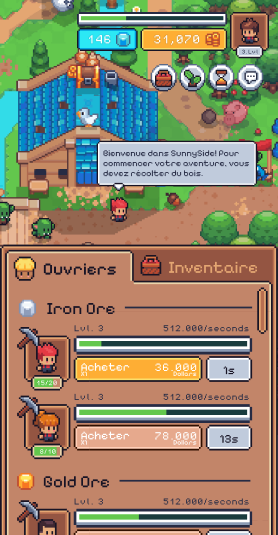 146
31,070
3 Lvl
Bienvenue dans SunnySide! Pour
commencer votre aventure, vous
devez récolter du bois.
Ouvriers
Inventaire
Iron Ore
Lvl. 3 512.000/seconds
Acheter 36.000 1s
X1 Dollars
15/20
Lvl. 3 512.000/seconds
Acheter 78.000 13s
X1 Dollars
8/10
Gold Ore
Lvl. 3 512.000/seconds